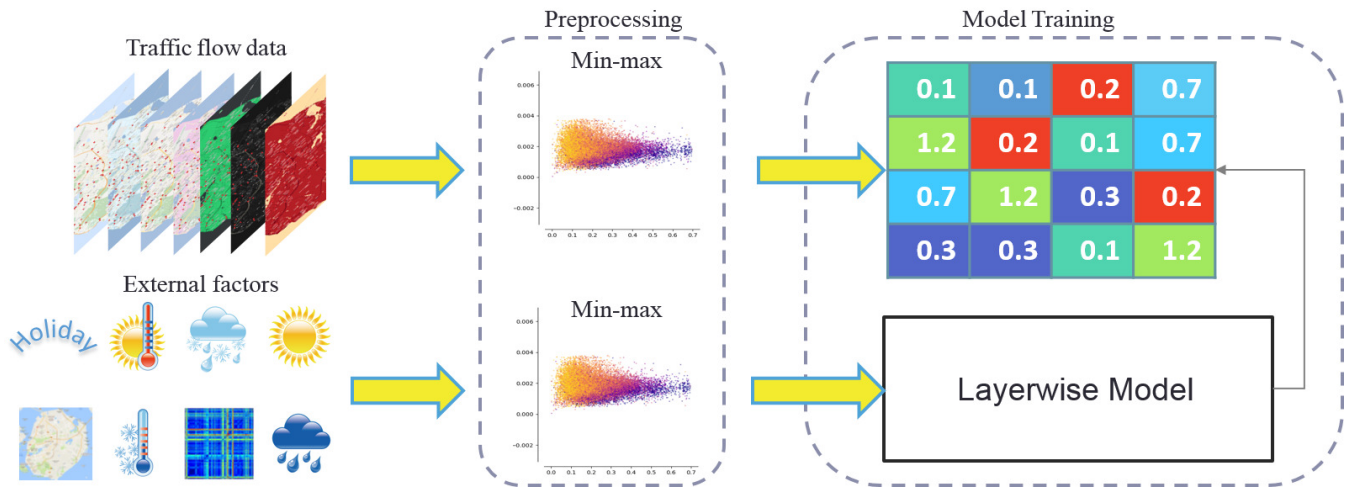 Preprocessing
Model Training
Traffic flow data
Min-max
0.006
0.004
0.002
0.000
−0.002
0.0 0.1 0.2 0.3 0.4 0.5 0.6 0.7
0.1 0.1 0.2 0.7
1.2 0.2 0.1 0.7
0.7 1.2 0.3 0.2
0.3 0.3 0.1 1.2
External factors
Holiday
Min-max
0.006
0.004
0.002
0.000
−0.002
0.0 0.1 0.2 0.3 0.4 0.5 0.6 0.7
Layerwise Model